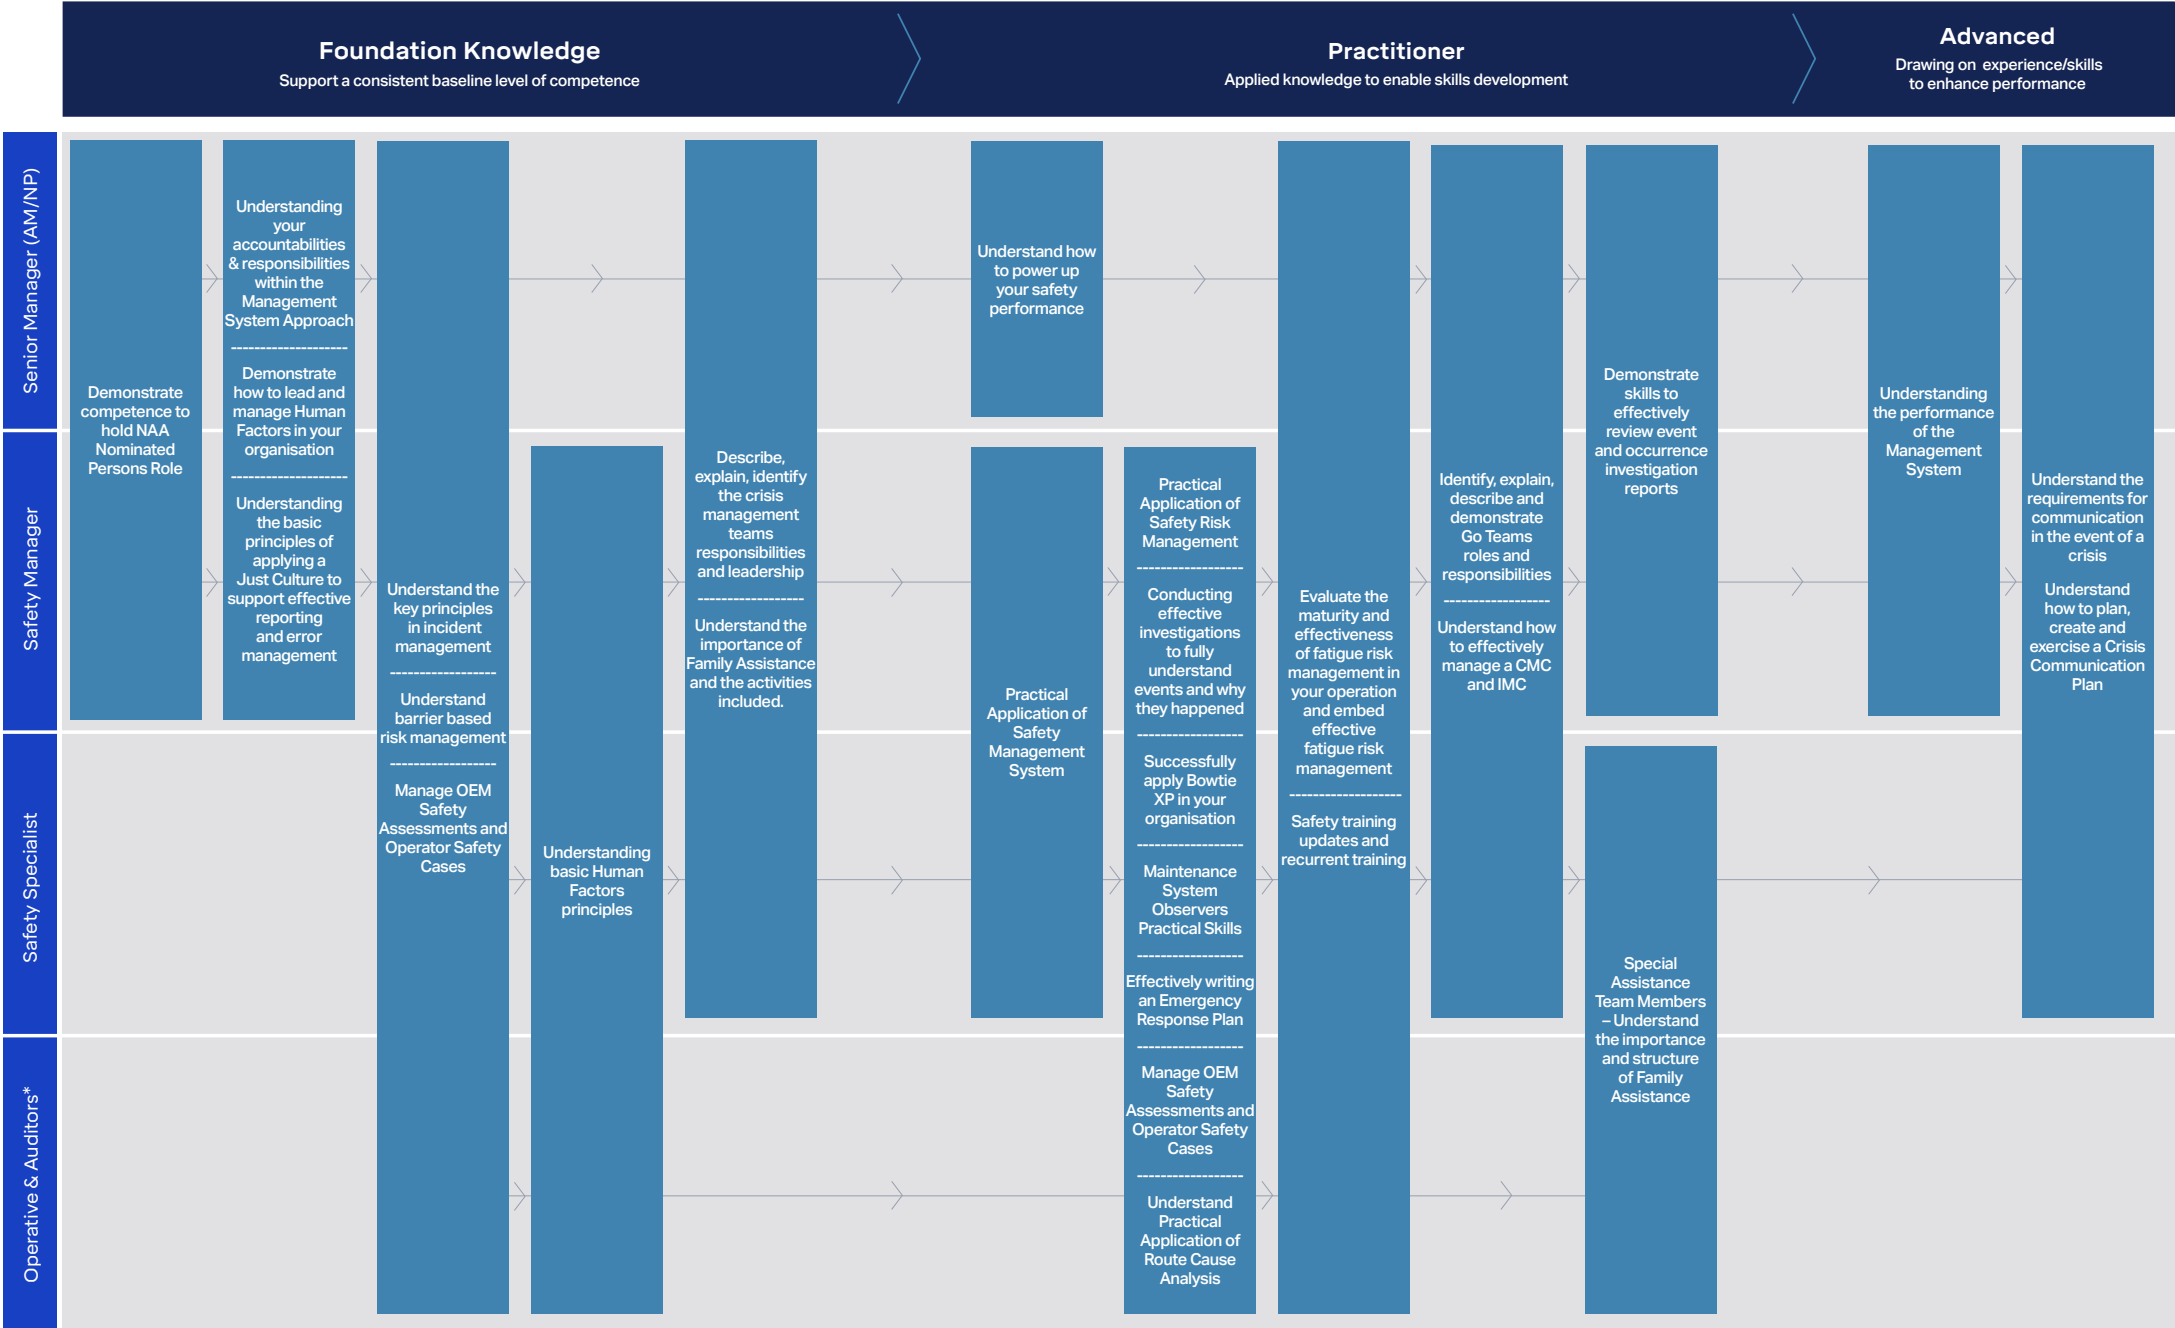 Foundation Knowledge
Support a consistent baseline level of competence
Practitioner
Applied knowledge to enable skills development
Advanced
Drawing on experience/skills
to enhance performance
Senior Manager (AM/NP)
Safety Manager
Safety Specialist
Operative & Auditors*
Demonstrate
competence to
hold NAA
Nominated
Persons Role
Understanding
your
accountabilities
& responsibilities
within the
Management
System Approach
--------------------
Demonstrate
how to lead and
manage Human
Factors in your
organisation
--------------------
Understanding
the basic
principles of
applying a
Just Culture to
support effective
reporting
and error
management
Understand the
key principles
in incident
management
------------------
Understand
barrier based
risk management
------------------
Manage OEM
Safety
Assessments and
Operator Safety
Cases
Understanding
basic Human
Factors
principles
Describe,
explain, identify
the crisis
management
teams
responsibilities
and leadership
------------------
Understand the
importance of
Family Assistance
and the activities
included.
Understand how
to power up
your safety
performance
Practical
Application of
Safety
Management
System
Practical
Application of
Safety Risk
Management
------------------
Conducting
effective
investigations
to fully
understand
events and why
they happened
------------------
Successfully
apply Bowtie
XP in your
organisation
------------------
Maintenance
System
Observers
Practical Skills
------------------
Effectively writing
an Emergency
Response Plan
------------------
Manage OEM
Safety
Assessments and
Operator Safety
Cases
------------------
Understand
Practical
Application of
Route Cause
Analysis
Evaluate the
maturity and
effectiveness
of fatigue risk
management in
your operation
and embed
effective
fatigue risk
management
-------------------
Safety training
updates and
recurrent training
Identify, explain,
describe and
demonstrate
Go Teams
roles and
responsibilities
------------------
Understand how
to effectively
manage a CMC
and IMC
Demonstrate
skills to
effectively
review event
and occurrence
investigation
reports
Special
Assistance
Team Members
– Understand
the importance
and structure
of Family
Assistance
Understanding
the performance
of the
Management
System
Understand the
requirements for
communication
in the event of a
crisis
Understand
how to plan,
create and
exercise a Crisis
Communication
Plan